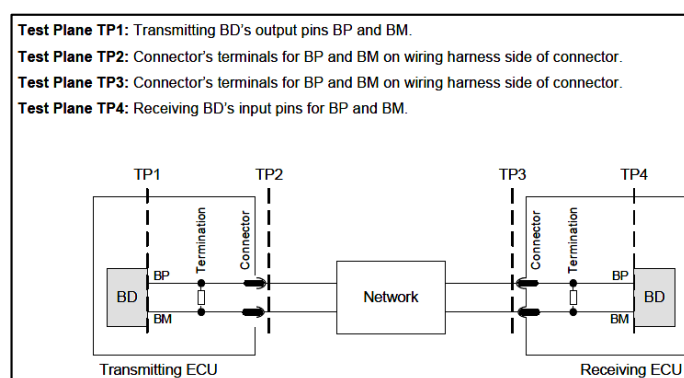 Test Plane TP1: Transmitting BD's output pins BP and BM.
Test Plane TP2: Connector's terminals for BP and BM on wiring harness side of connector.
Test Plane TP3: Connector's terminals for BP and BM on wiring harness side of connector.
Test Plane TP4: Receiving BD's input pins for BP and BM.
TP1 TP2 TP3 TP4
Termination Connector Connector Termination
BP BP
BD Network BD
BM BM
Transmitting ECU Receiving ECU